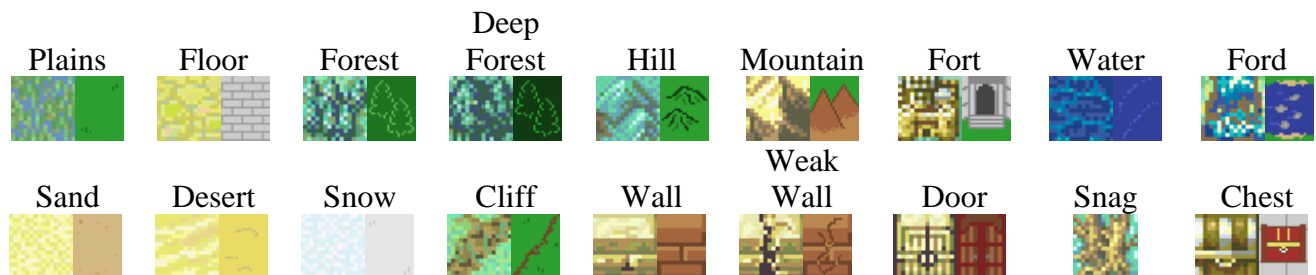 Plains Floor Forest Deep Forest Hill Mountain Fort Water Ford
Sand Desert Snow Cliff Wall Weak Wall Door Snag Chest